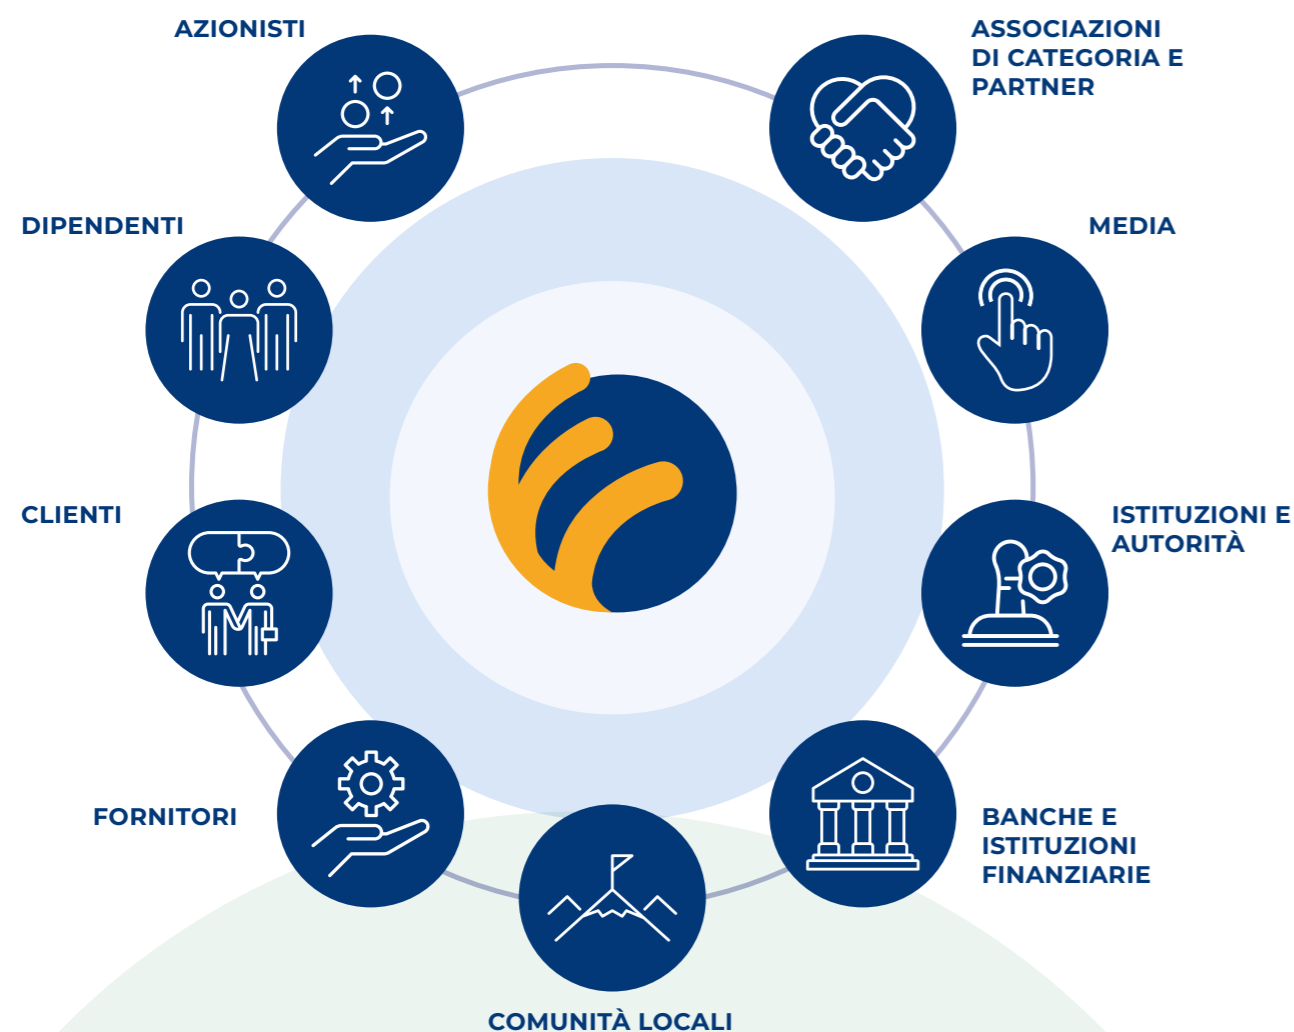 AZIONISTI
ASSOCIAZIONI
DI CATEGORIA E
PARTNER
DIPENDENTI
MEDIA
CLIENTI
ISTITUZIONI E
AUTORITÀ
FORNITORI
BANCHE E
ISTITUZIONI
FINANZIARIE
COMUNITÀ LOCALI